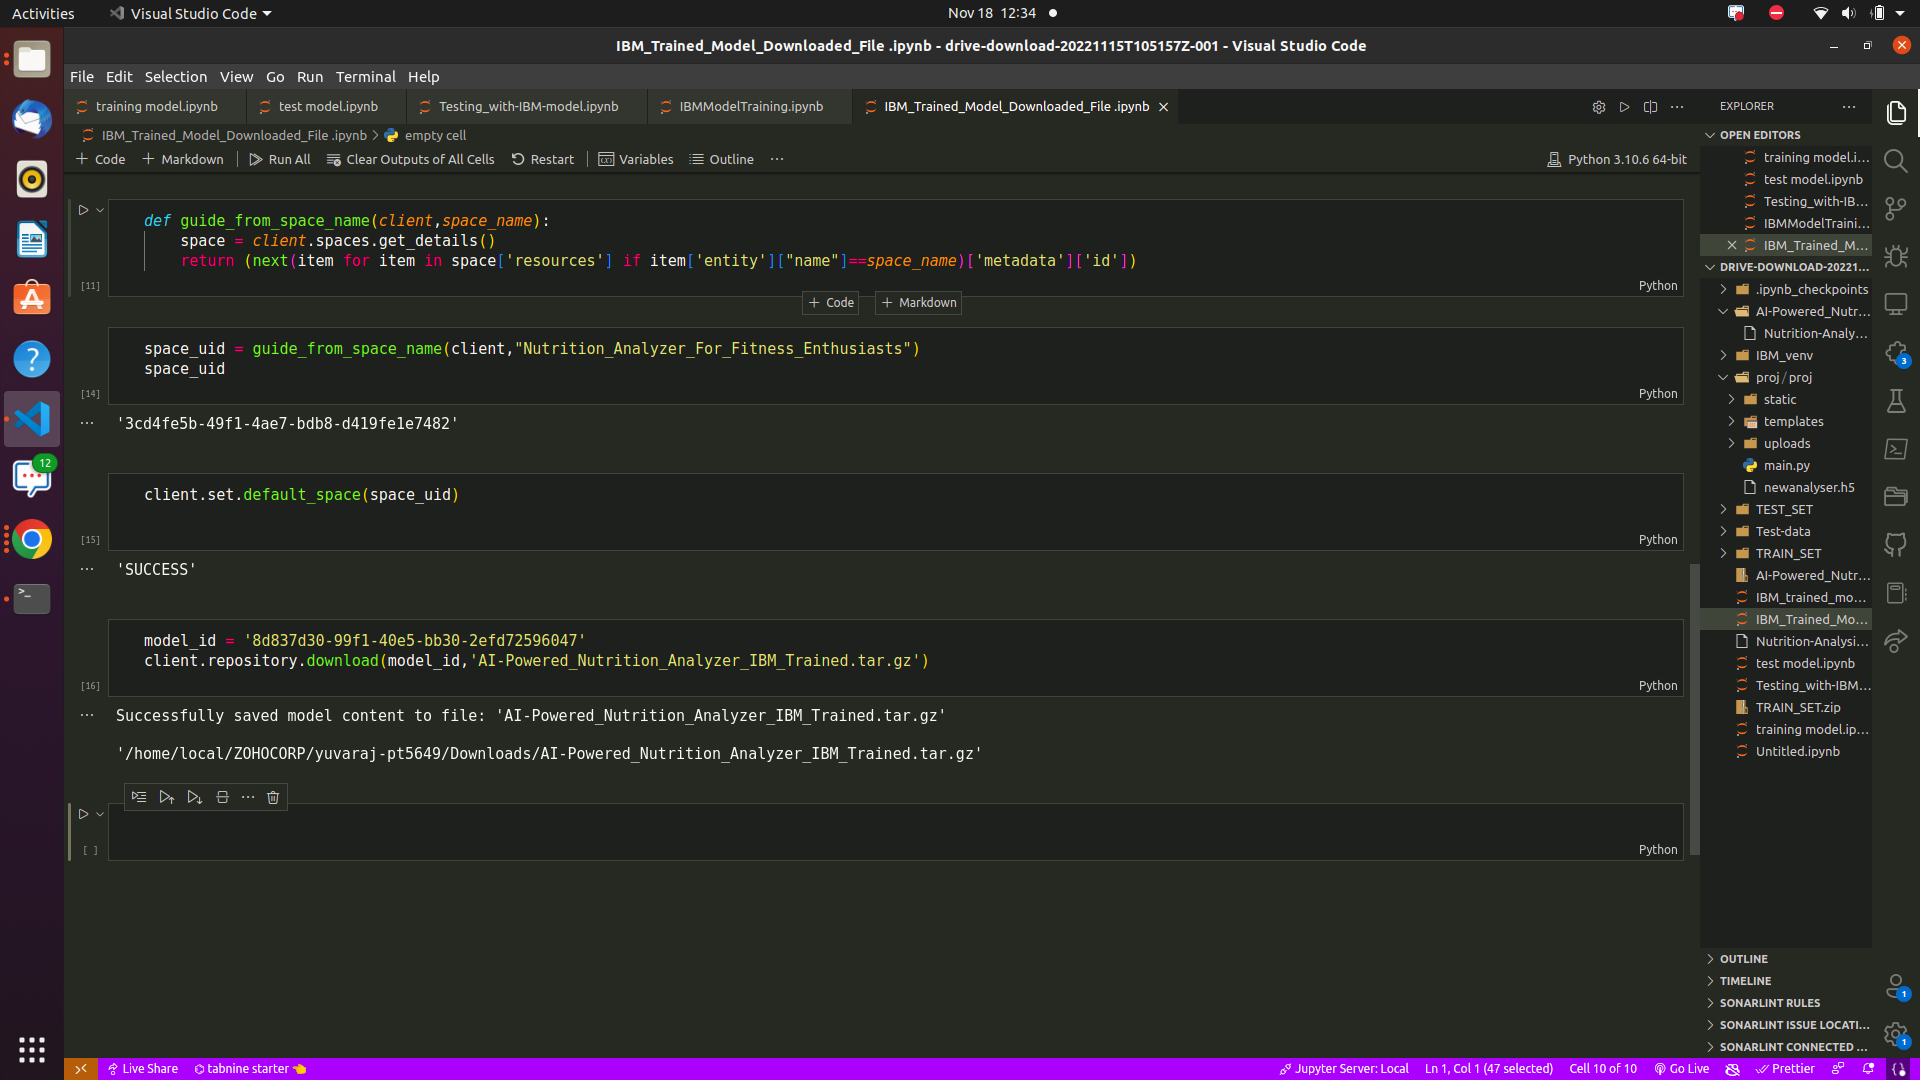 Activities
Visual Studio Code
Nov 18 12:34
IBM_Trained_Model_Downloaded_File .ipynb - drive-download-20221115T105157Z-001 - Visual Studio Code
File Edit Selection View Go Run Terminal Help
training model.ipynb
test model.ipynb
Testing_with-IBM-model.ipynb
IBMModelTraining.ipynb
IBM_Trained_Model_Downloaded_File .ipynb
IBM_Trained_Model_Downloaded_File .ipynb > empty cell
+ Code + Markdown Run All Clear Outputs of All Cells Restart Variables Outline ...
Python 3.10.6 64-bit
def guide_from_space_name(client,space_name):
space = client.spaces.get_details()
return (next(item for item in space['resources'] if item['entity']["name"]==space_name)['metadata']['id'])
[11]
Python
+ Code + Markdown
space_uid = guide_from_space_name(client,"Nutrition_Analyzer_For_Fitness_Enthusiasts")
space_uid
[14]
Python
'3cd4fe5b-49f1-4ae7-bdb8-d419fe1e7482'
client.set.default_space(space_uid)
[15]
Python
'SUCCESS'
model_id = '8d837d30-99f1-40e5-bb30-2efd72596047'
client.repository.download(model_id,'AI-Powered_Nutrition_Analyzer_IBM_Trained.tar.gz')
[16]
Python
Successfully saved model content to file: 'AI-Powered_Nutrition_Analyzer_IBM_Trained.tar.gz'
'/home/local/ZOHOCORP/yuvaraj-pt5649/Downloads/AI-Powered_Nutrition_Analyzer_IBM_Trained.tar.gz'
[ ]
Python
EXPLORER
OPEN EDITORS
training model.i...
test model.ipynb
Testing_with-IB...
IBMModelTraini...
IBM_Trained_M...
DRIVE-DOWNLOAD-20221...
.ipynb_checkpoints
AI-Powered_Nutr...
Nutrition-Analy...
IBM_venv
proj/proj
static
templates
uploads
main.py
newanalyser.h5
TEST_SET
Test-data
TRAIN_SET
AI-Powered_Nutr...
IBM_trained_mo...
IBM_Trained_Mo...
Nutrition-Analysi...
test model.ipynb
Testing_with-IBM...
TRAIN_SET.zip
training model.ip...
Untitled.ipynb
OUTLINE
TIMELINE
SONARLINT RULES
SONARLINT ISSUE LOCATI...
SONARLINT CONNECTED ...
12
3
1
1
Live Share
tabnine starter
Jupyter Server: Local
Ln 1, Col 1 (47 selected)
Cell 10 of 10
Go Live
Prettier